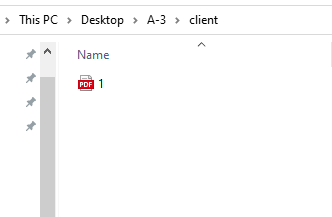 This PC > Desktop > A-3 > client
Name
PDF 1